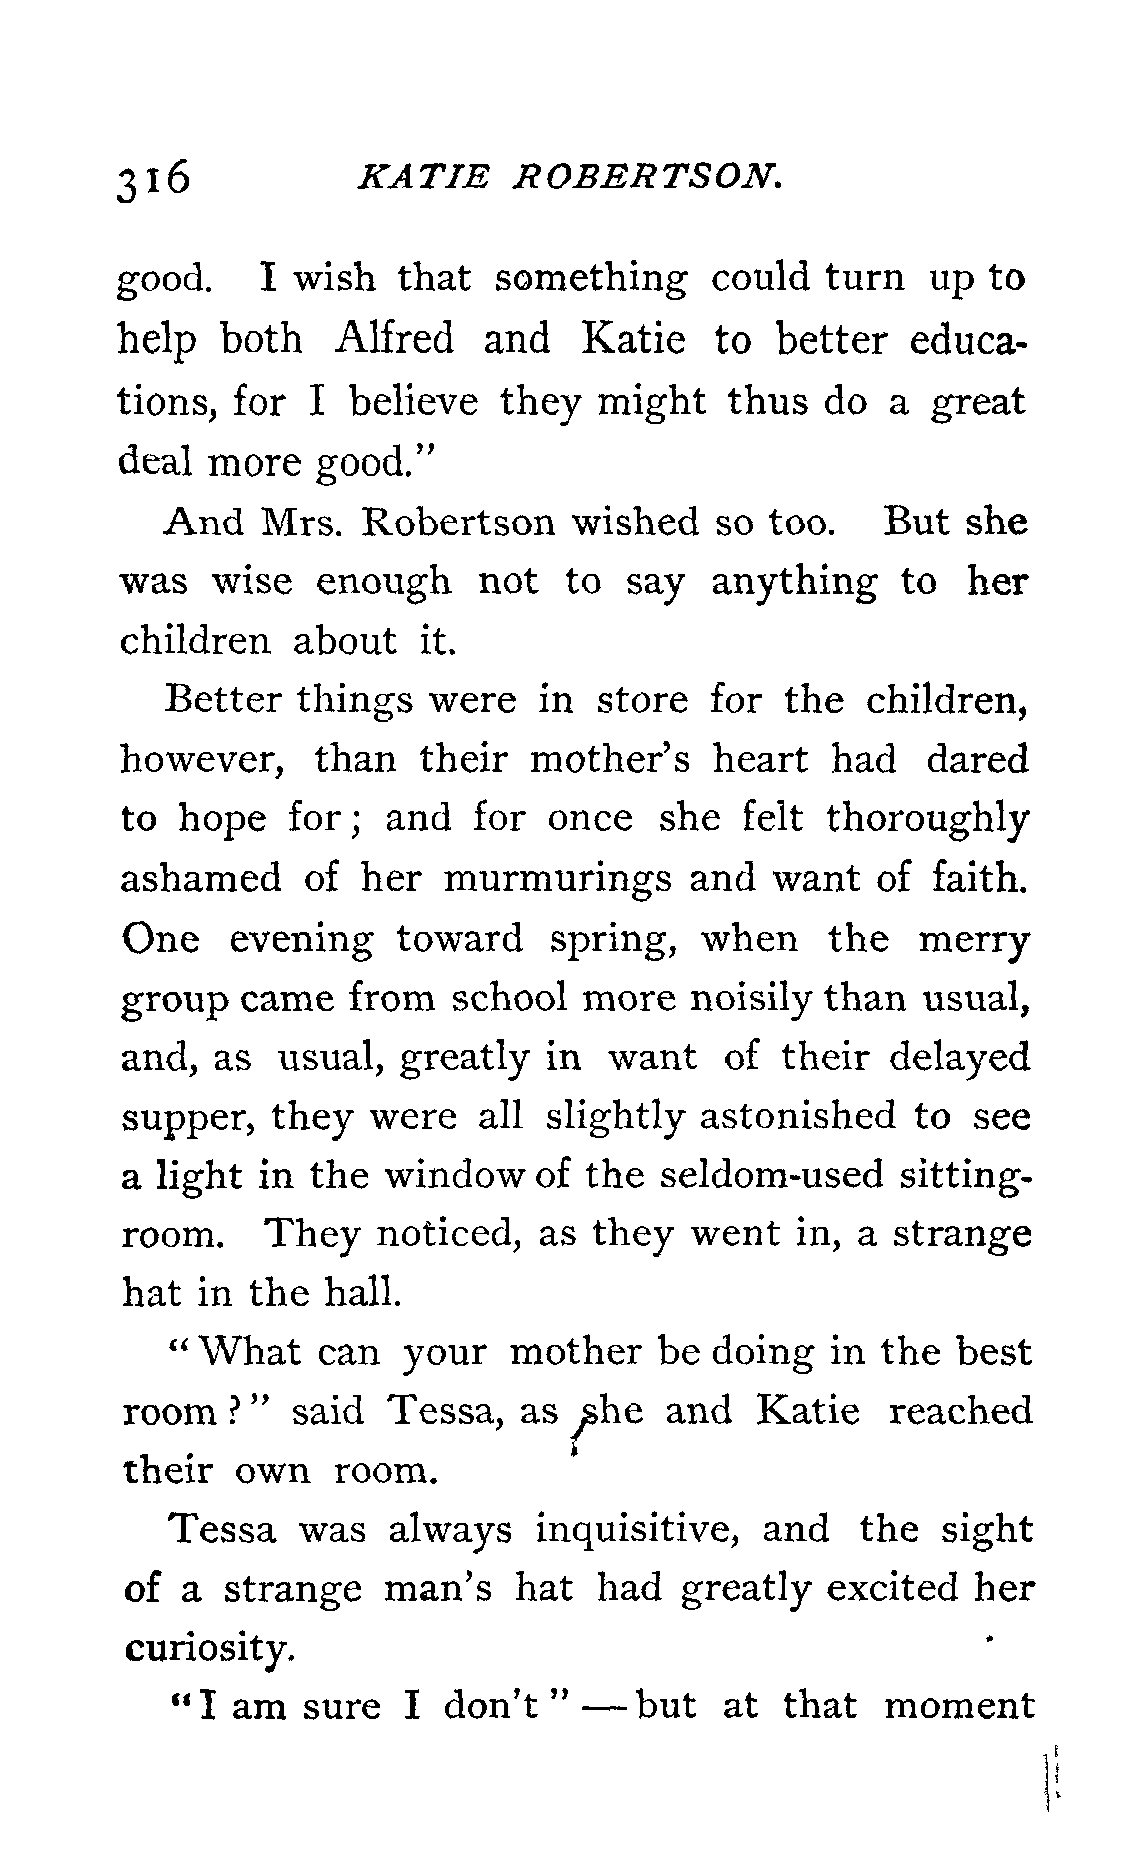 316 KATIE ROBERTSON.
good. I wish that something could turn up to
help both Alfred and Katie to better educa-
tions, for I believe they might thus do a great
deal more good."
And Mrs. Robertson wished so too. But she
was wise enough not to say anything to her
children about it.
Better things were in store for the children,
however, than their mother's heart had dared
to hope for; and for once she felt thoroughly
ashamed of her murmurings and want of faith.
One evening toward spring, when the merry
group came from school more noisily than usual,
and, as usual, greatly in want of their delayed
supper, they were all slightly astonished to see
a light in the window of the seldom-used sitting-
room. They noticed, as they went in, a strange
hat in the hall.
"What can your mother be doing in the best
room?" said Tessa, as she and Katie reached
their own room.
Tessa was always inquisitive, and the sight
of a strange man's hat had greatly excited her
curiosity.
"I am sure I don't"—but at that moment